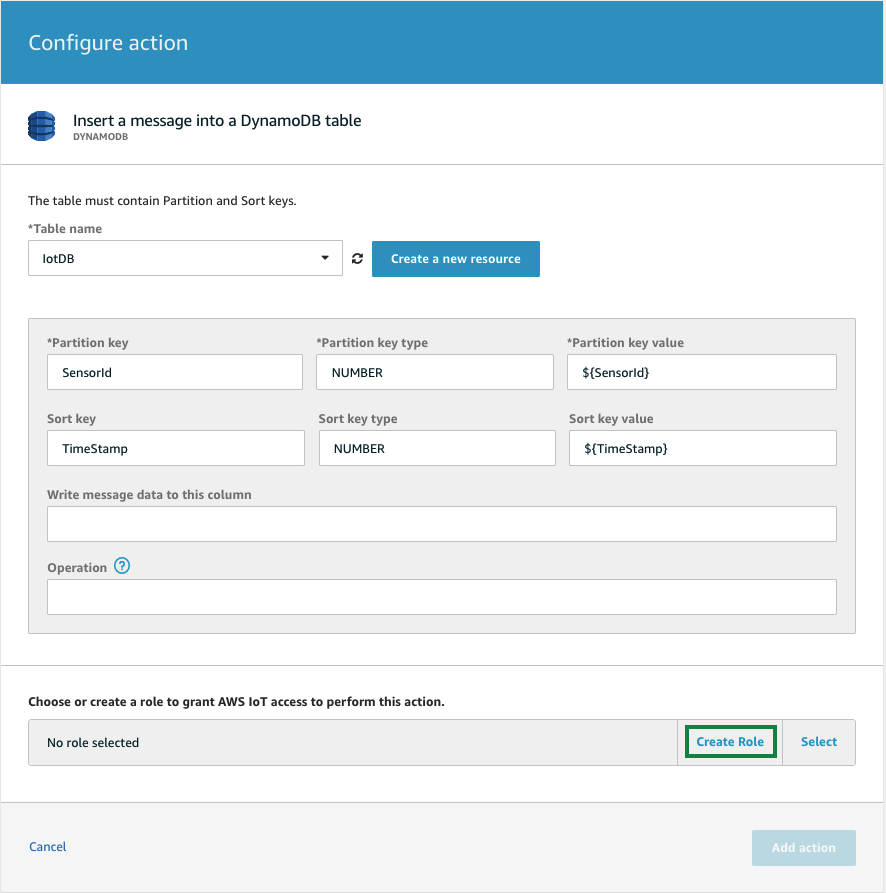 Configure action
Insert a message into a DynamoDB table
DYNAMODB
The table must contain Partition and Sort keys.
*Table name
IotDB
Create a new resource
*Partition key *Partition key type *Partition key value
SensorId NUMBER ${SensorId}
Sort key Sort key type Sort key value
TimeStamp NUMBER ${TimeStamp}
Write message data to this column
Operation ?
Choose or create a role to grant AWS IoT access to perform this action.
No role selected Create Role Select
Cancel Add action